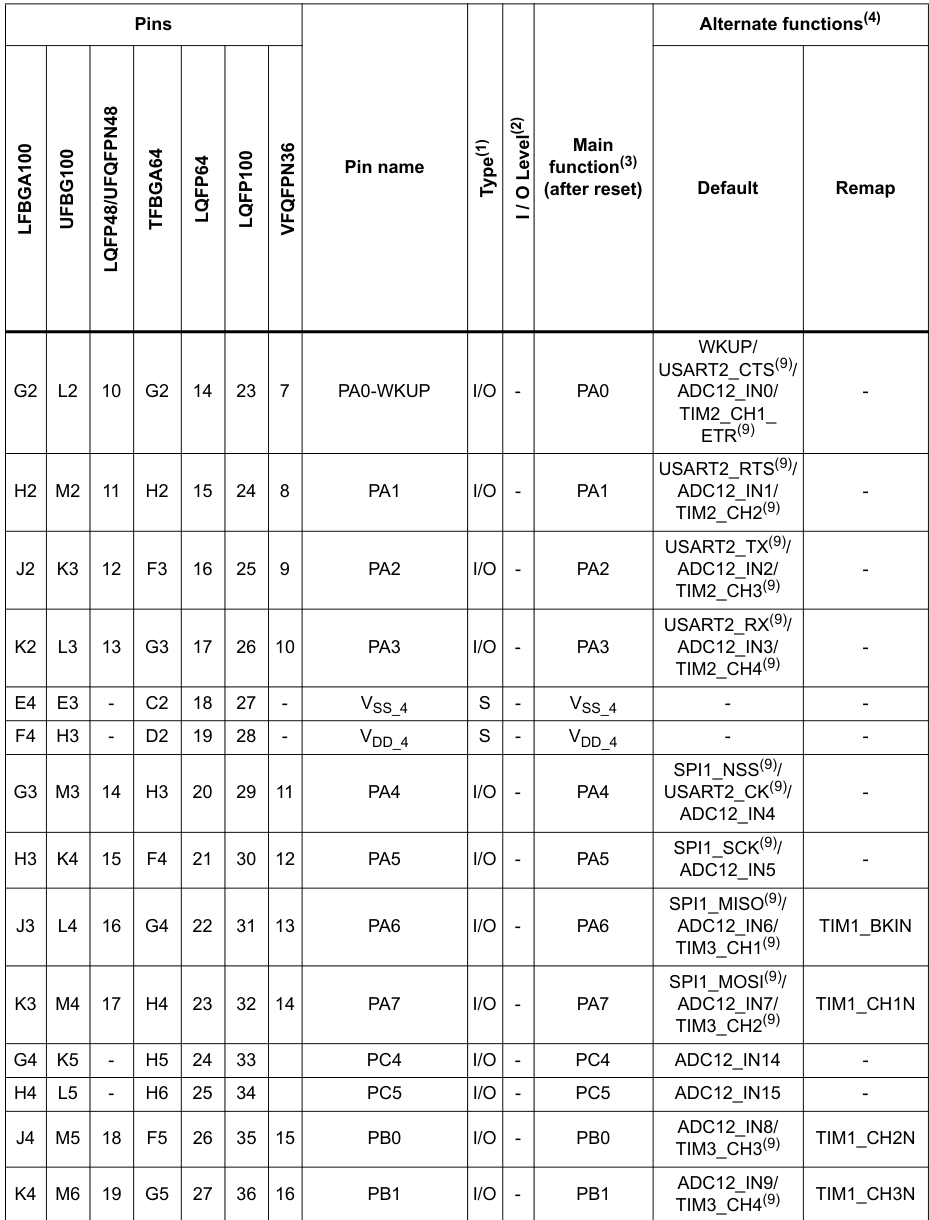 Pins
Alternate functions(4)
LFBGA100
UFBG100
LQFP48/UFQFPN48
TFBGA64
LQFP64
LQFP100
VFQFPN36
Pin name
Type(1)
I / O Level(2)
Main
function(3)
(after reset)
Default
Remap
G2 L2 10 G2 14 23 7 PA0-WKUP I/O - PA0
WKUP/
USART2_CTS(9)/
ADC12_IN0/
TIM2_CH1_
ETR(9)
-
H2 M2 11 H2 15 24 8 PA1 I/O - PA1
USART2_RTS(9)/
ADC12_IN1/
TIM2_CH2(9)
-
J2 K3 12 F3 16 25 9 PA2 I/O - PA2
USART2_TX(9)/
ADC12_IN2/
TIM2_CH3(9)
-
K2 L3 13 G3 17 26 10 PA3 I/O - PA3
USART2_RX(9)/
ADC12_IN3/
TIM2_CH4(9)
-
E4 E3 - C2 18 27 - VSS_4 S - VSS_4 - -
F4 H3 - D2 19 28 - VDD_4 S - VDD_4 - -
G3 M3 14 H3 20 29 11 PA4 I/O - PA4
SPI1_NSS(9)/
USART2_CK(9)/
ADC12_IN4
-
H3 K4 15 F4 21 30 12 PA5 I/O - PA5
SPI1_SCK(9)/
ADC12_IN5
-
J3 L4 16 G4 22 31 13 PA6 I/O - PA6
SPI1_MISO(9)/
ADC12_IN6/
TIM3_CH1(9)
TIM1_BKIN
K3 M4 17 H4 23 32 14 PA7 I/O - PA7
SPI1_MOSI(9)/
ADC12_IN7/
TIM3_CH2(9)
TIM1_CH1N
G4 K5 - H5 24 33 PC4 I/O - PC4 ADC12_IN14 -
H4 L5 - H6 25 34 PC5 I/O - PC5 ADC12_IN15 -
J4 M5 18 F5 26 35 15 PB0 I/O - PB0
ADC12_IN8/
TIM3_CH3(9)
TIM1_CH2N
K4 M6 19 G5 27 36 16 PB1 I/O - PB1
ADC12_IN9/
TIM3_CH4(9)
TIM1_CH3N